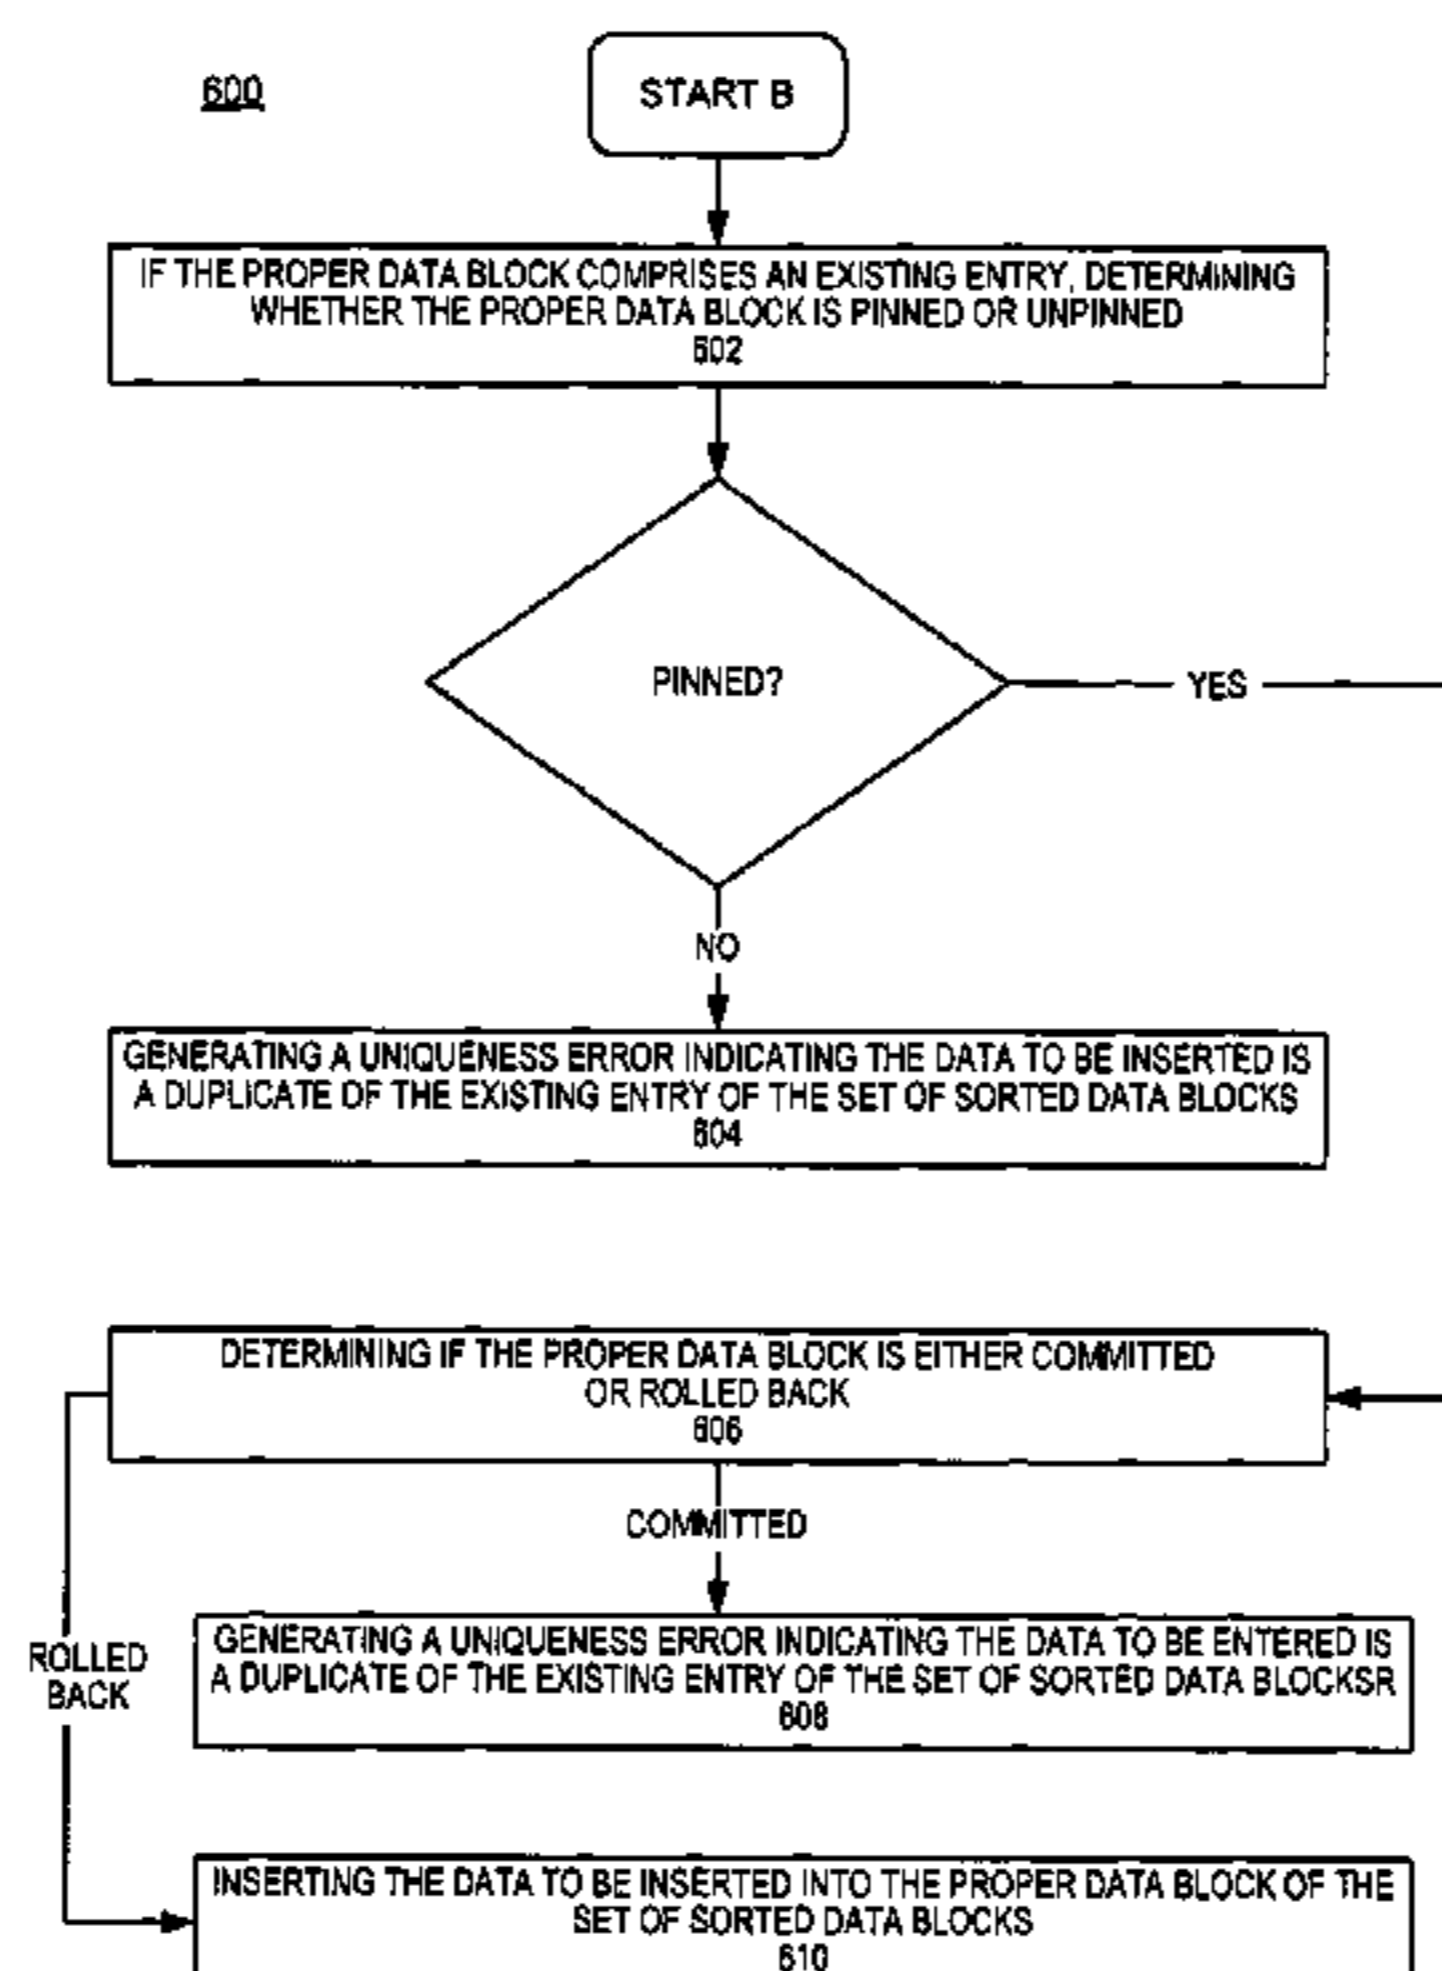 600
START B
IF THE PROPER DATA BLOCK COMPRISES AN EXISTING ENTRY, DETERMINING
WHETHER THE PROPER DATA BLOCK IS PINNED OR UNPINNED
602
PINNED?
YES
NO
GENERATING A UNIQUENESS ERROR INDICATING THE DATA TO BE INSERTED IS
A DUPLICATE OF THE EXISTING ENTRY OF THE SET OF SORTED DATA BLOCKS
604
DETERMINING IF THE PROPER DATA BLOCK IS EITHER COMMITTED
OR ROLLED BACK
606
COMMITTED
ROLLED
BACK
GENERATING A UNIQUENESS ERROR INDICATING THE DATA TO BE ENTERED IS
A DUPLICATE OF THE EXISTING ENTRY OF THE SET OF SORTED DATA BLOCKSR
608
INSERTING THE DATA TO BE INSERTED INTO THE PROPER DATA BLOCK OF THE
SET OF SORTED DATA BLOCKS
610